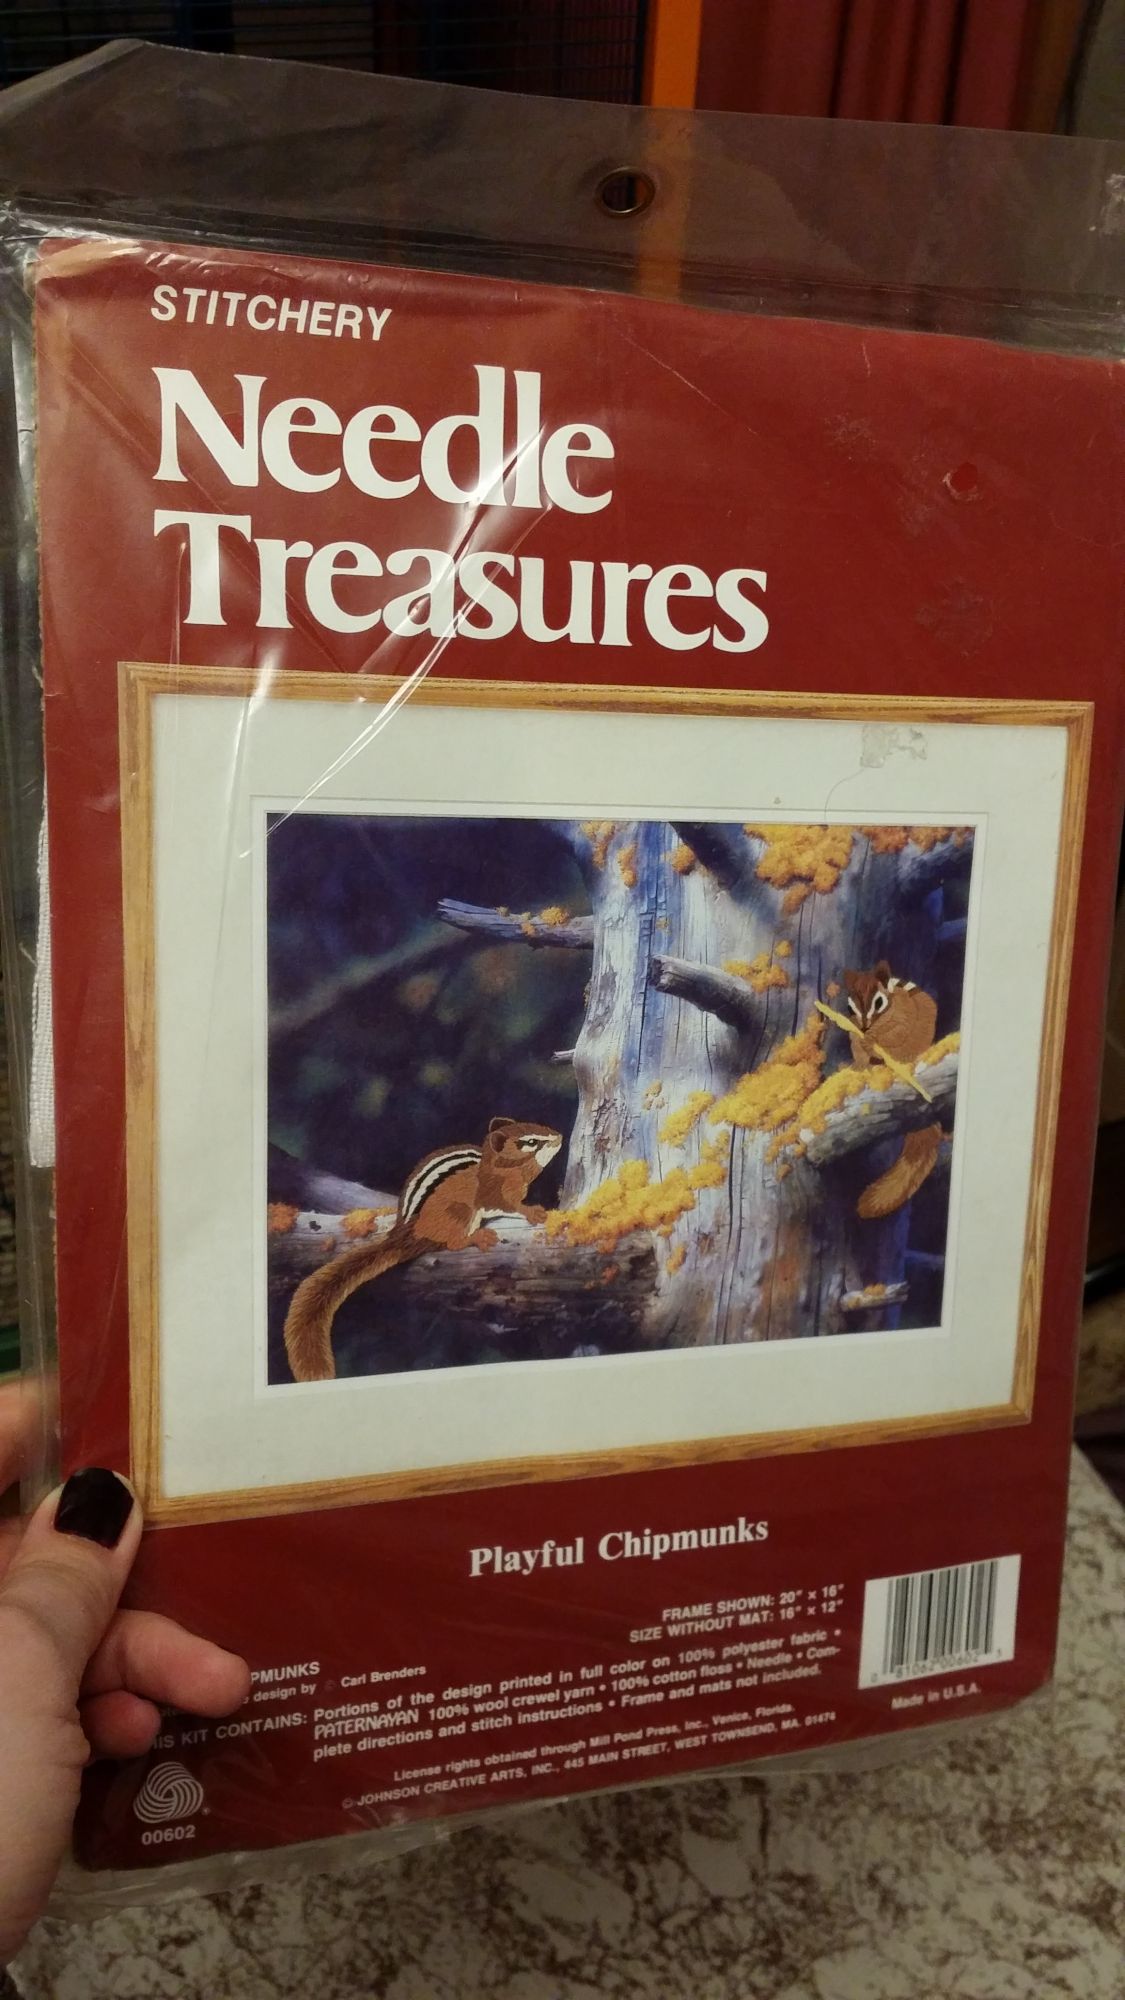 STITCHERY
Needle
Treasures
Playful Chipmunks
FRAME SHOWN: 20" x 16"
SIZE WITHOUT MAT: 16" x 12"
PMUNKS
design by © Carl Brenders
IS KIT CONTAINS: Portions of the design printed in full color on 100% polyester fabric •
PATERNAYAN 100% wool crewel yarn • 100% cotton floss • Needle • Com-
plete directions and stitch instructions • Frame and mats not included.
License rights obtained through Mill Pond Press, Inc., Venice, Florida.
© JOHNSON CREATIVE ARTS, INC., 445 MAIN STREET, WEST TOWNSEND, MA. 01474
00602
Made in U.S.A.